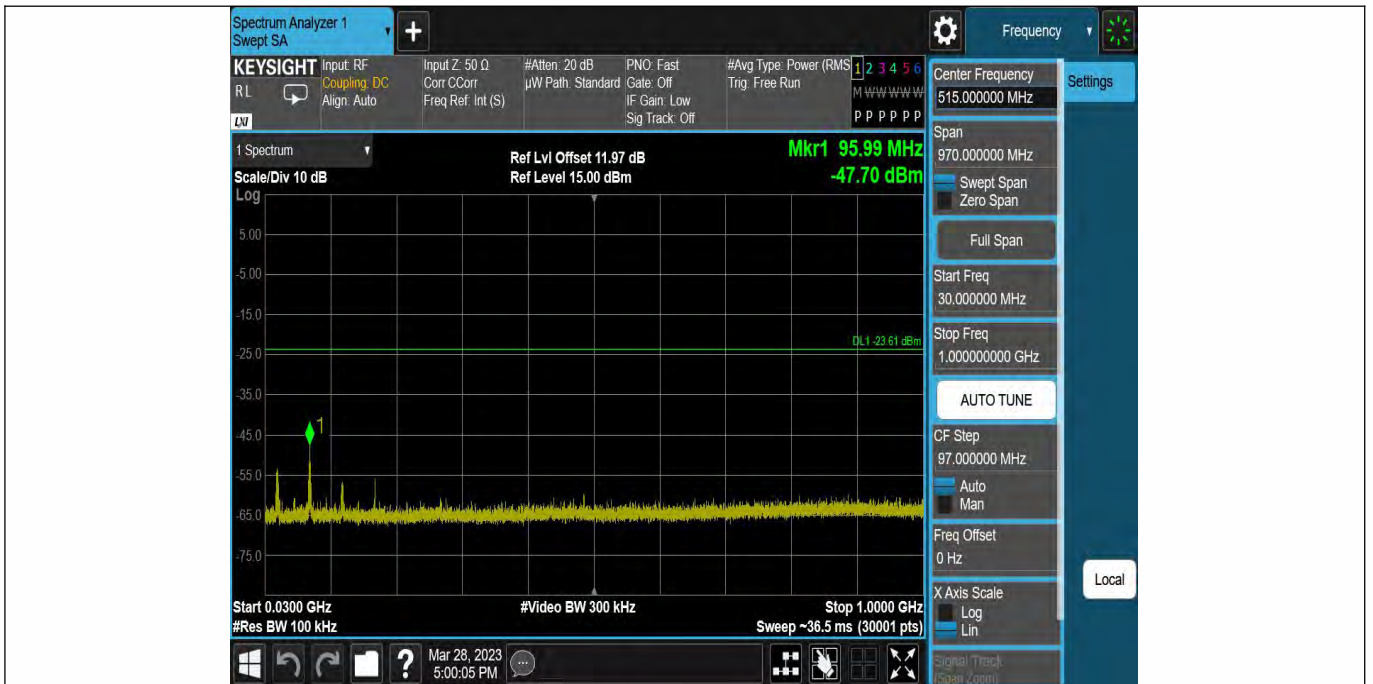 Spectrum Analyzer 1
Swept SA
+
Frequency
KEYSIGHT
RL
LXI
Input: RF
Coupling: DC
Align: Auto
Input Z: 50 Ω
Corr CCorr
Freq Ref: Int (S)
#Atten: 20 dB
µW Path: Standard
PNO: Fast
Gate: Off
IF Gain: Low
Sig Track: Off
#Avg Type: Power (RMS
Trig: Free Run
1 2 3 4 5 6
M W W W W W
P P P P P P
Center Frequency
515.000000 MHz
Settings
Span
970.000000 MHz
Swept Span
Zero Span
Full Span
Start Freq
30.000000 MHz
Stop Freq
1.000000000 GHz
AUTO TUNE
CF Step
97.000000 MHz
Auto
Man
Freq Offset
0 Hz
X Axis Scale
Log
Lin
Signal Track
(Span Zoom)
Local
1 Spectrum
Scale/Div 10 dB
Ref Lvl Offset 11.97 dB
Ref Level 15.00 dBm
Mkr1 95.99 MHz
-47.70 dBm
Log
5.00
-5.00
-15.0
DL1 -23.61 dBm
-25.0
-35.0
1
-45.0
-55.0
-65.0
-75.0
Start 0.0300 GHz
#Video BW 300 kHz
Stop 1.0000 GHz
#Res BW 100 kHz
Sweep ~36.5 ms (30001 pts)
?
Mar 28, 2023
5:00:05 PM